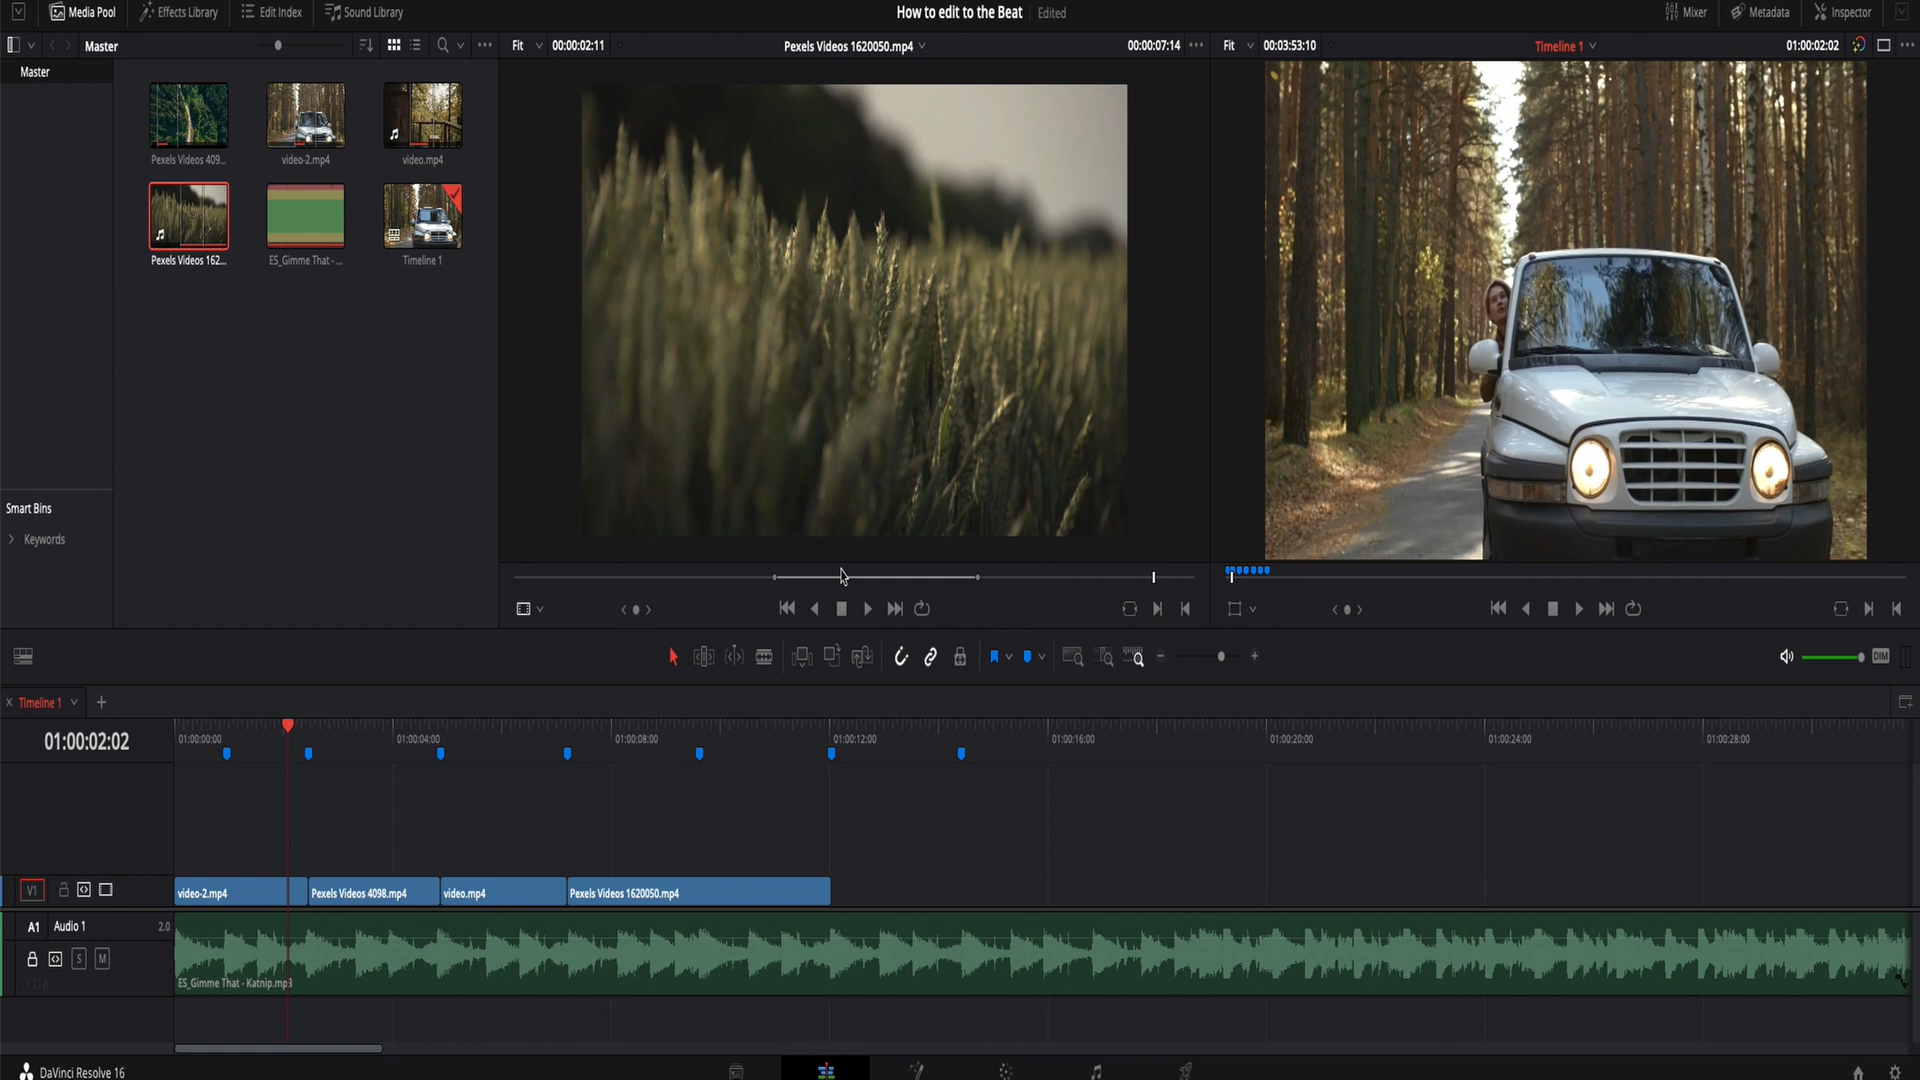 Media Pool Effects Library Edit Index Sound Library How to edit to the Beat Edited Mixer Metadata Inspector
Master Fit 00:00:02:11 Pexels Videos 1620050.mp4 00:00:07:14 Fit 00:03:53:10 Timeline 1 01:00:02:02
Master
Pexels Videos 409... video-2.mp4 video.mp4
Pexels Videos 162... ES_Gimme That - ... Timeline 1
Smart Bins
Keywords
DIM
Timeline 1
01:00:02:02 01:00:00:00 01:00:04:00 01:00:08:00 01:00:12:00 01:00:16:00 01:00:20:00 01:00:24:00 01:00:28:00
V1 video-2.mp4 Pexels Videos 4098.mp4 video.mp4 Pexels Videos 1620050.mp4
A1 Audio 1 2.0
S M
ES_Gimme That - Katnip.mp3
DaVinci Resolve 16